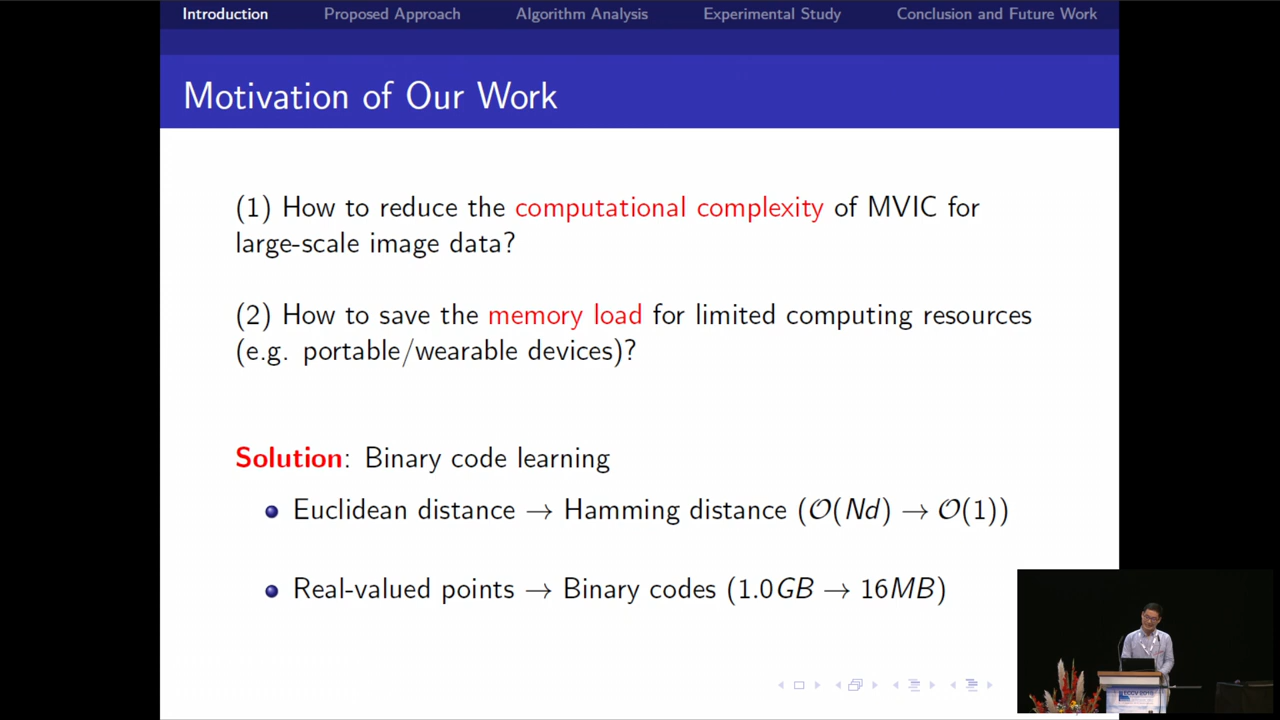 Introduction Proposed Approach Algorithm Analysis Experimental Study Conclusion and Future Work
Motivation of Our Work
(1) How to reduce the computational complexity of MVIC for
large-scale image data?
(2) How to save the memory load for limited computing resources
(e.g. portable/wearable devices)?
Solution: Binary code learning
Euclidean distance → Hamming distance (O(Nd) → O(1))
Real-valued points → Binary codes (1.0GB → 16MB)
ECCV 2018